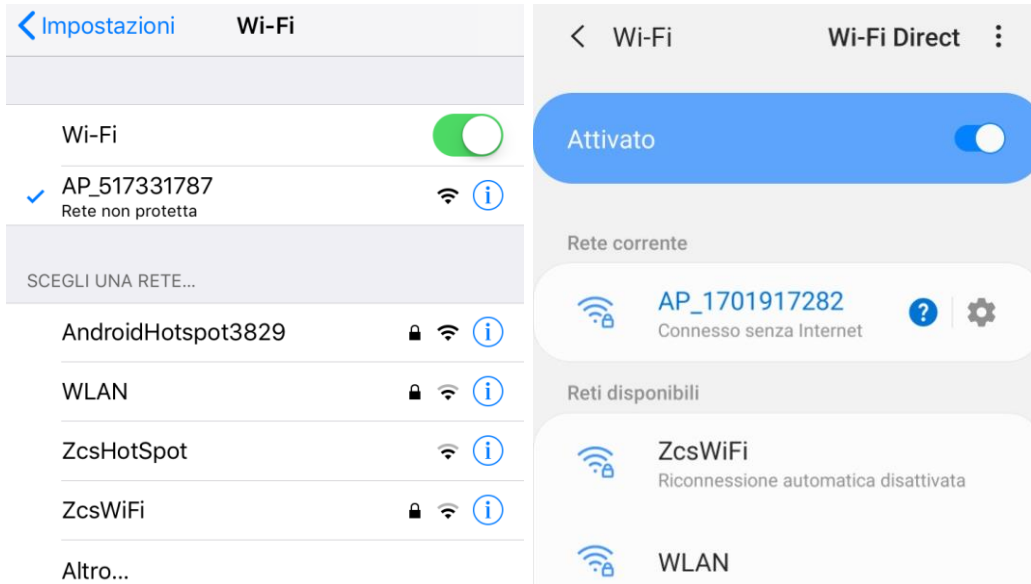 Impostazioni
Wi-Fi
Wi-Fi
AP_517331787
Rete non protetta
SCEGLI UNA RETE...
AndroidHotspot3829
WLAN
ZcsHotSpot
ZcsWiFi
Altro...
Wi-Fi
Wi-Fi Direct
Attivato
Rete corrente
AP_1701917282
Connesso senza Internet
Reti disponibili
ZcsWiFi
Riconnessione automatica disattivata
WLAN